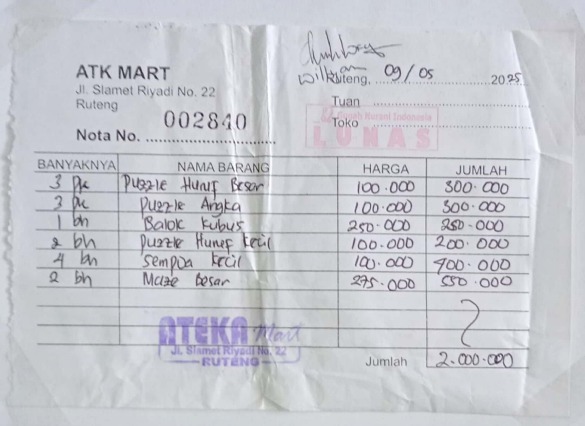 ATK MART
Jl. Slamet Riyadi No. 22
Ruteng
Nota No. 002840
Ruteng, 09/05 2025
Tuan
Toko
Nurani Indonesia
LUNAS
BANYAKNYA NAMA BARANG HARGA JUMLAH
3 Puzzle Huruf Besar 100.000 300.000
3 Puzzle Angka 100.000 300.000
1 bh Balok Kubus 250.000 250.000
2 bh Puzzle Huruf Kecil 100.000 200.000
4 bh Sempoa Kecil 100.000 400.000
2 bh Maze Besar 275.000 550.000
ATEKA Mart
Jl. Slamet Riyadi No. 22
RUTENG
Jumlah 2.000.000